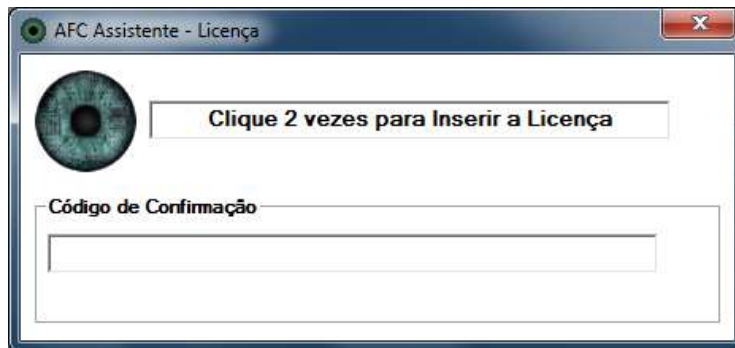 AFC Assistente - Licença
Clique 2 vezes para Inserir a Licença
Código de Confirmação